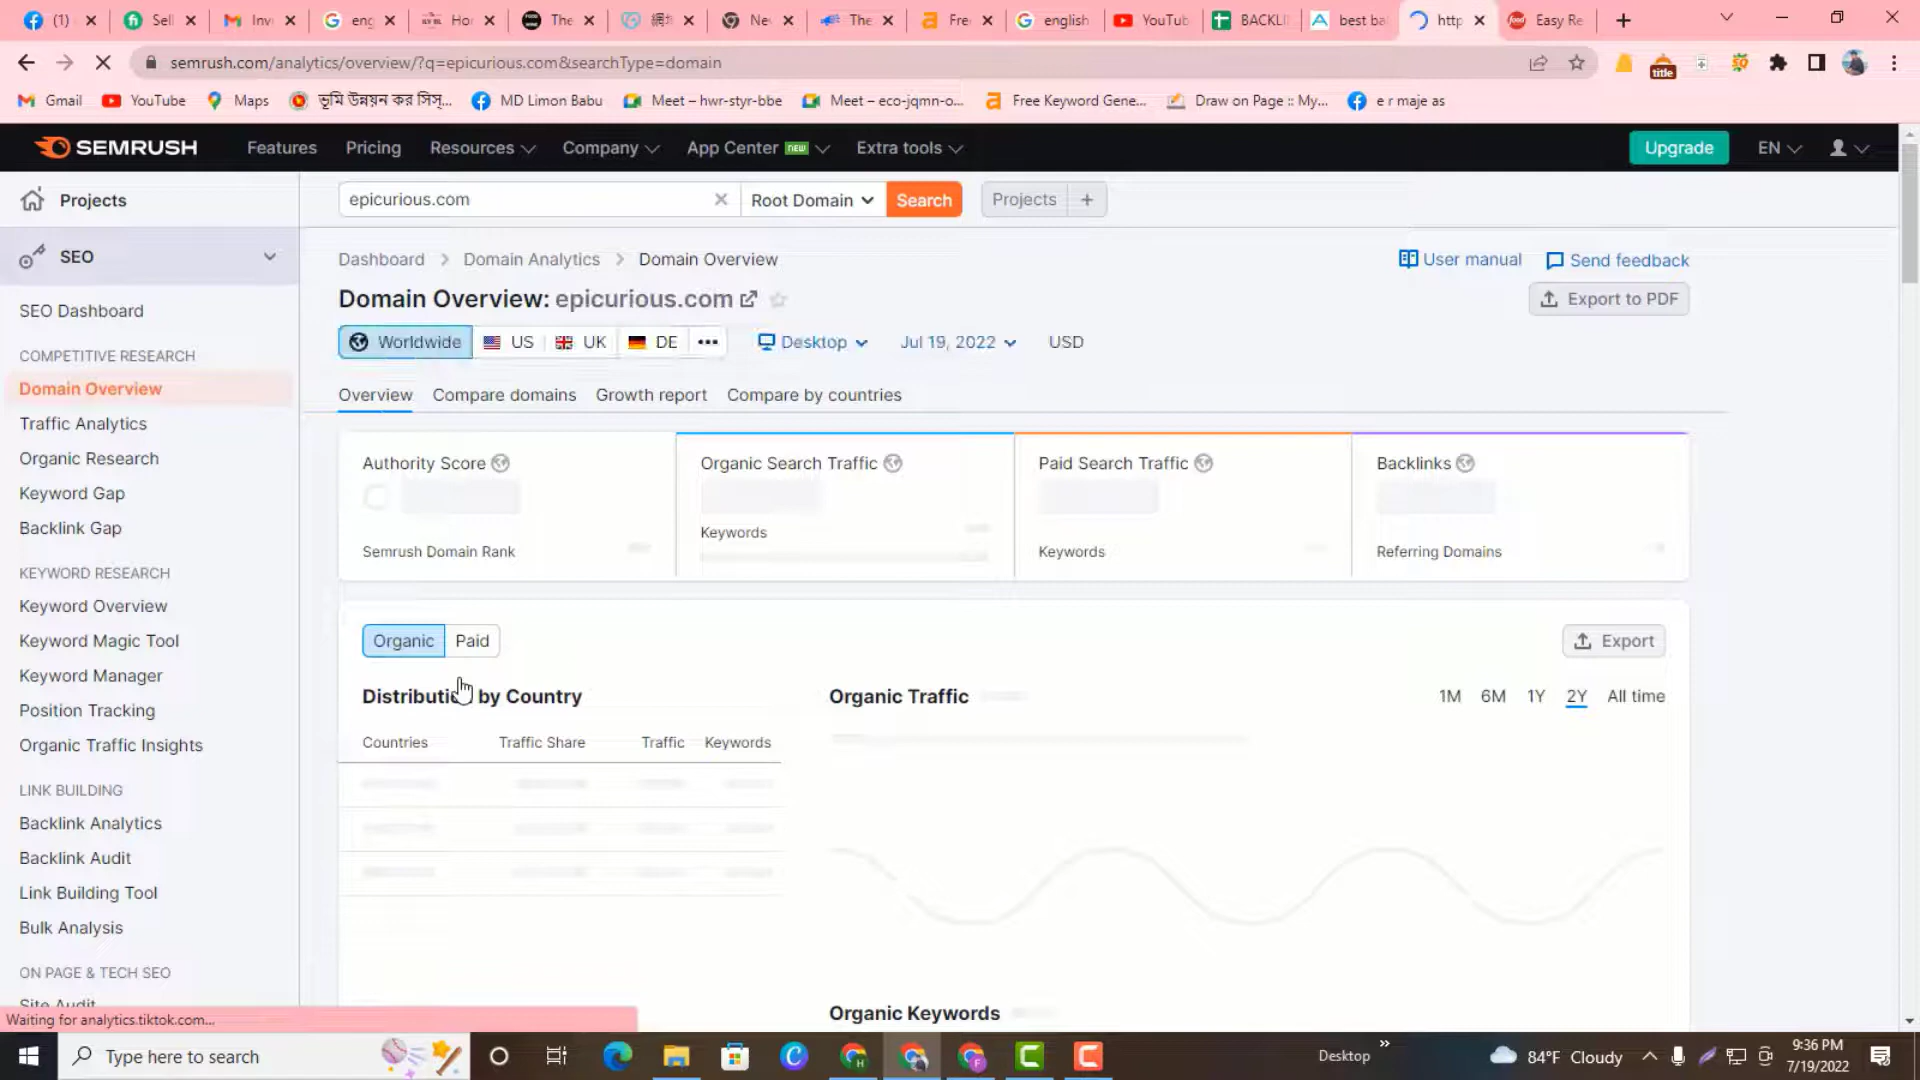 (1)
Sell
Inv
eng
Hor
The
Ne
The
Fre
english
YouTub
BACKLI
best ba
http
Easy Re
semrush.com/analytics/overview/?q=epicurious.com&searchType=domain
title
Gmail
YouTube
Maps
ভূমি উন্নয়ন কর সিস্...
MD Limon Babu
Meet – hwr-styr-bbe
Meet – eco-jqmn-o...
Free Keyword Gene...
Draw on Page :: My...
e r maje as
SEMRUSH
Features
Pricing
Resources
Company
App Center NEW
Extra tools
Upgrade
EN
Projects
epicurious.com
Root Domain
Search
Projects +
SEO
Dashboard > Domain Analytics > Domain Overview
User manual
Send feedback
Domain Overview: epicurious.com
Export to PDF
SEO Dashboard
Worldwide
US
UK
DE
Desktop
Jul 19, 2022
USD
COMPETITIVE RESEARCH
Domain Overview
Traffic Analytics
Organic Research
Keyword Gap
Backlink Gap
Overview
Compare domains
Growth report
Compare by countries
Authority Score
Semrush Domain Rank
Organic Search Traffic
Keywords
Paid Search Traffic
Keywords
Backlinks
Referring Domains
KEYWORD RESEARCH
Keyword Overview
Keyword Magic Tool
Keyword Manager
Position Tracking
Organic Traffic Insights
Organic
Paid
Export
Distribution by Country
Countries
Traffic Share
Traffic
Keywords
Organic Traffic
1M
6M
1Y
2Y
All time
LINK BUILDING
Backlink Analytics
Backlink Audit
Link Building Tool
Bulk Analysis
ON PAGE & TECH SEO
Site Audit
Organic Keywords
Waiting for analytics.tiktok.com...
Type here to search
Desktop
84°F Cloudy
9:36 PM
7/19/2022